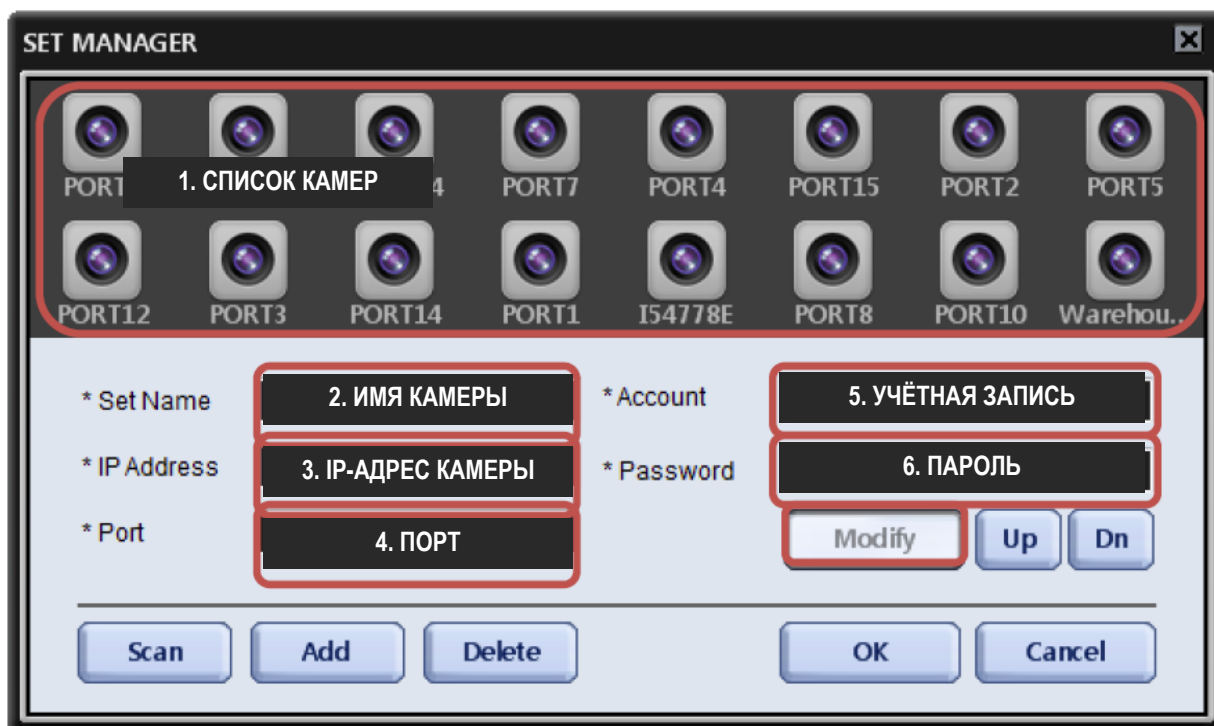 SET MANAGER
PORT 1. СПИСОК КАМЕР 4 PORT7 PORT4 PORT15 PORT2 PORT5
PORT12 PORT3 PORT14 PORT1 I54778E PORT8 PORT10 Warehou..
* Set Name 2. ИМЯ КАМЕРЫ * Account 5. УЧЁТНАЯ ЗАПИСЬ
* IP Address 3. IP-АДРЕС КАМЕРЫ * Password 6. ПАРОЛЬ
* Port 4. ПОРТ Modify Up Dn
Scan Add Delete OK Cancel